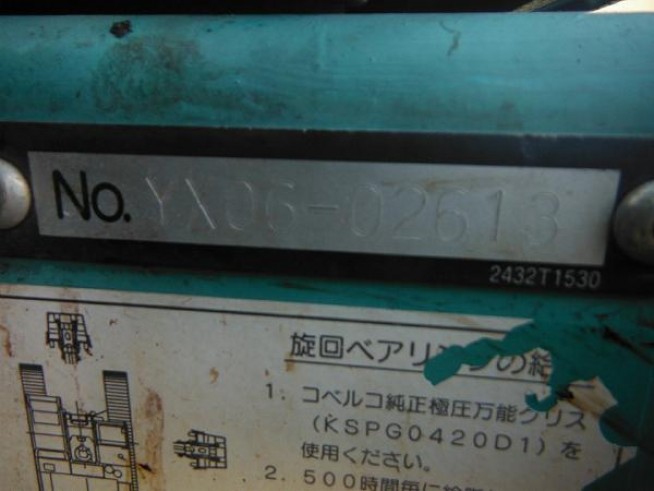 No. YX06-02613
2432T1530
旋回ベアリングの給
1. コベルコ純正極圧万能グリス
(KSPG0420D1)を
使用ください。
2. 500時間毎に給